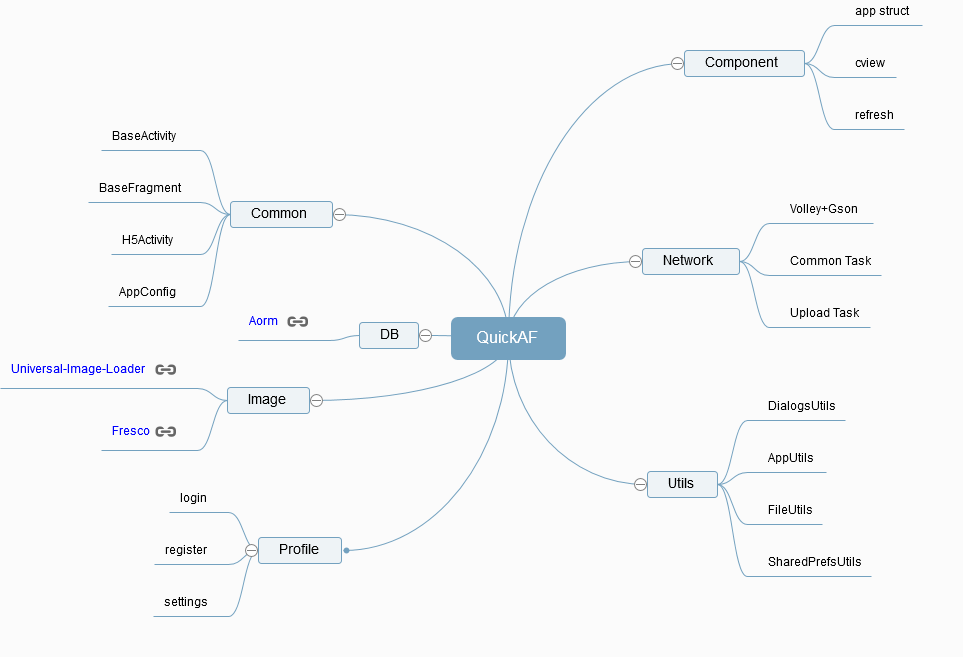 app struct
Component
cview
refresh
BaseActivity
BaseFragment
Common
H5Activity
AppConfig
Volley+Gson
Network
Common Task
Upload Task
Aorm
DB
QuickAF
Universal-Image-Loader
Image
Fresco
DialogsUtils
AppUtils
Utils
FileUtils
SharedPrefsUtils
login
register
Profile
settings